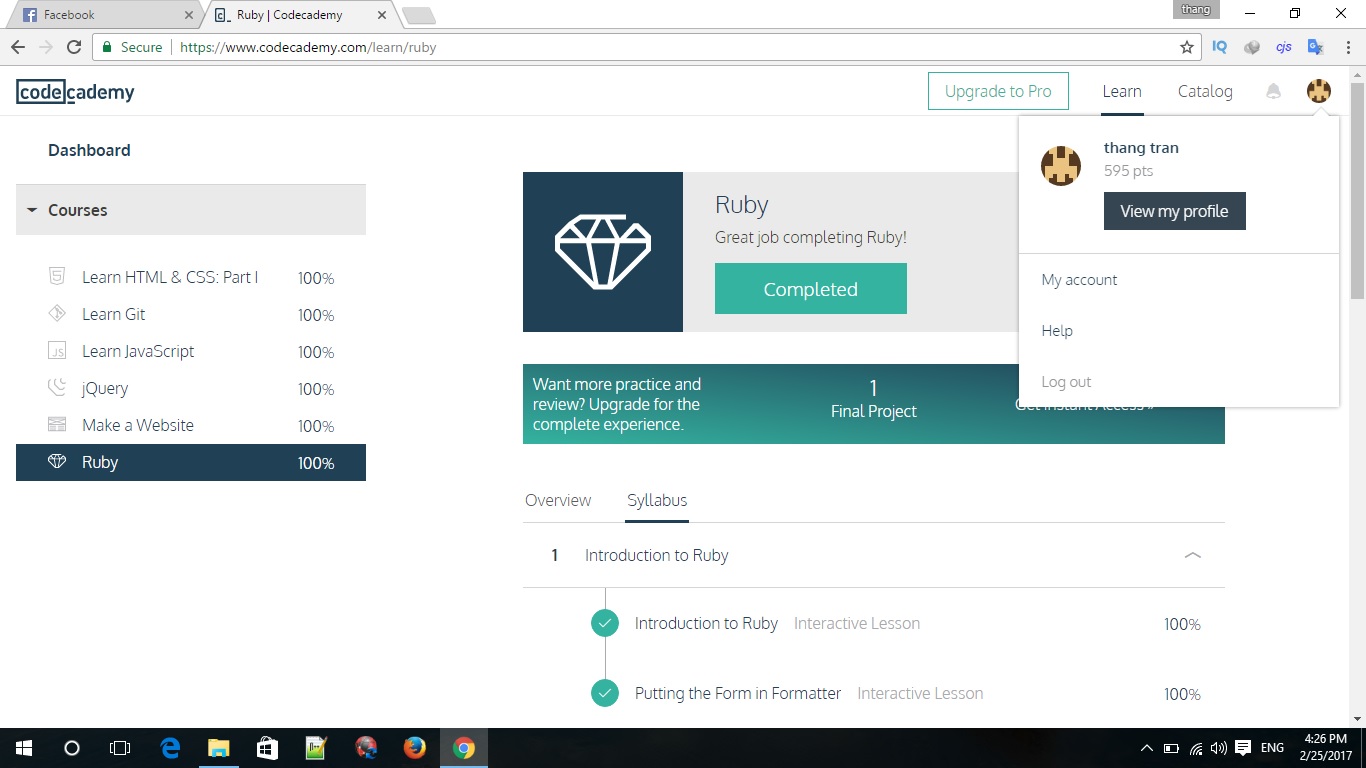 Facebook
Ruby | Codecademy
thang
Secure
https://www.codecademy.com/learn/ruby
IQ
cjs
codecademy
Upgrade to Pro
Learn
Catalog
thang tran
595 pts
View my profile
My account
Help
Log out
Dashboard
Courses
Learn HTML & CSS: Part I 100%
Learn Git 100%
Learn JavaScript 100%
jQuery 100%
Make a Website 100%
Ruby 100%
Ruby
Great job completing Ruby!
Completed
Want more practice and
review? Upgrade for the
complete experience.
1
Final Project
Get Instant Access »
Overview
Syllabus
1 Introduction to Ruby
Introduction to Ruby Interactive Lesson 100%
Putting the Form in Formatter Interactive Lesson 100%
ENG
4:26 PM
2/25/2017